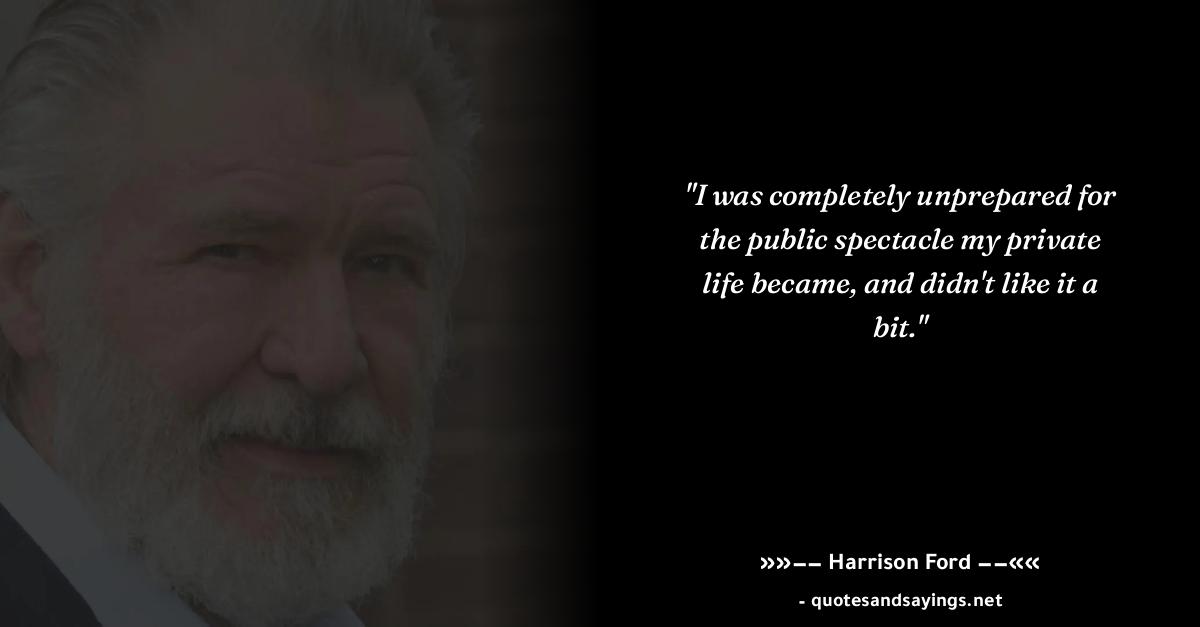 "I was completely unprepared for
the public spectacle my private
life became, and didn't like it a
bit."
»»–– Harrison Ford ––««
- quotesandsayings.net